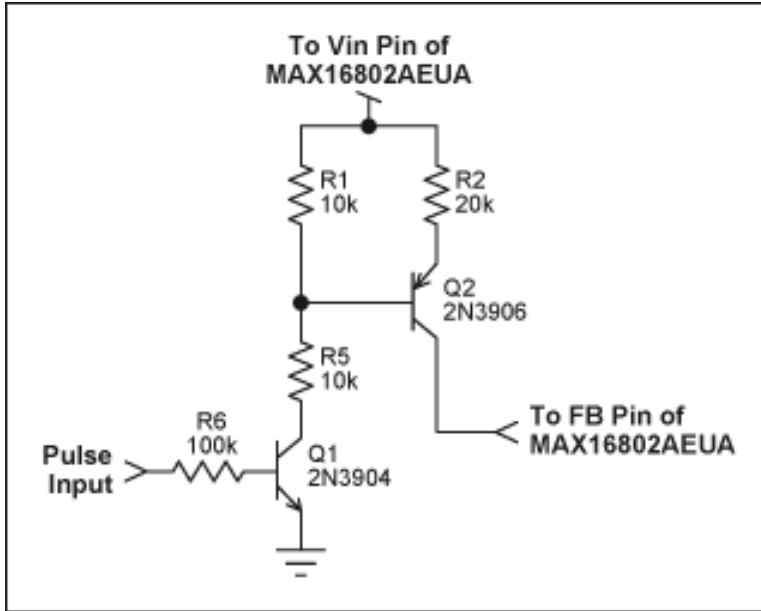 To Vin Pin of
MAX16802AEUA
R1
10k
R2
20k
Q2
2N3906
R5
10k
To FB Pin of
MAX16802AEUA
R6
100k
Pulse
Input
Q1
2N3904